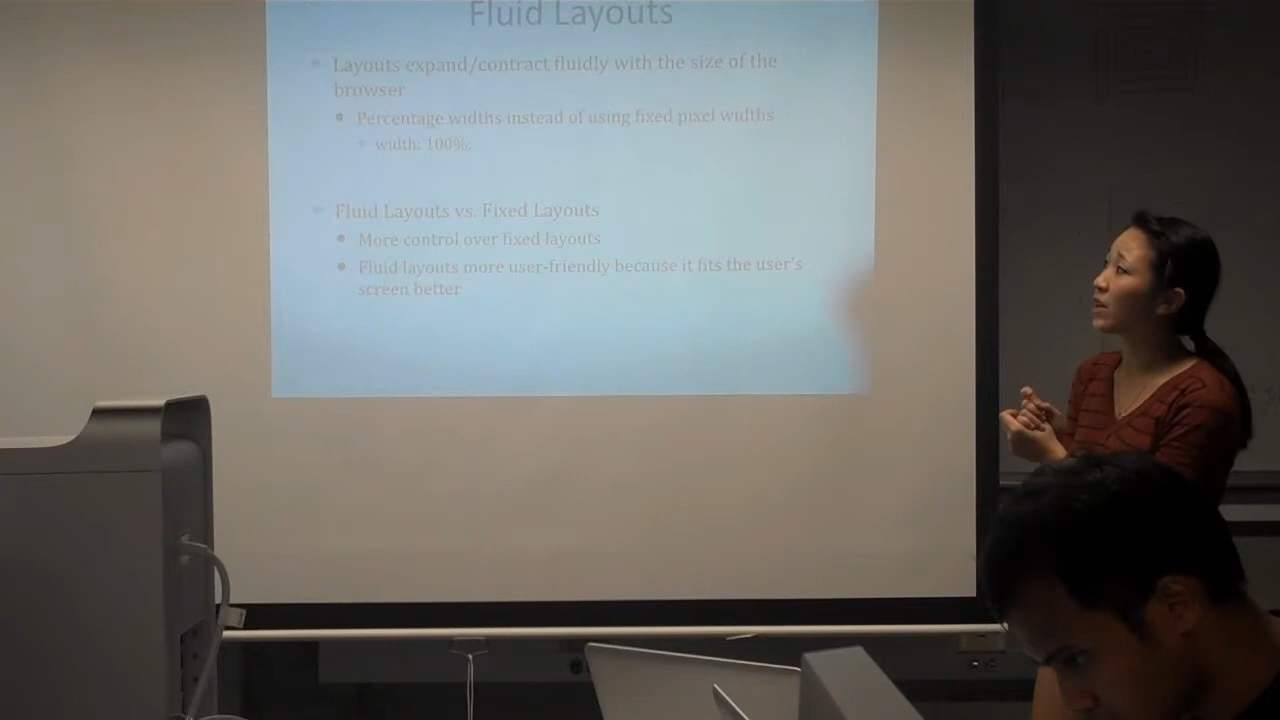 Fluid Layouts
Layouts expand/contract fluidly with the size of the
browser
Percentage widths instead of using fixed pixel widths
width: 100%.
Fluid Layouts vs. Fixed Layouts
More control over fixed layouts
Fluid layouts more user-friendly because it fits the user's
screen better